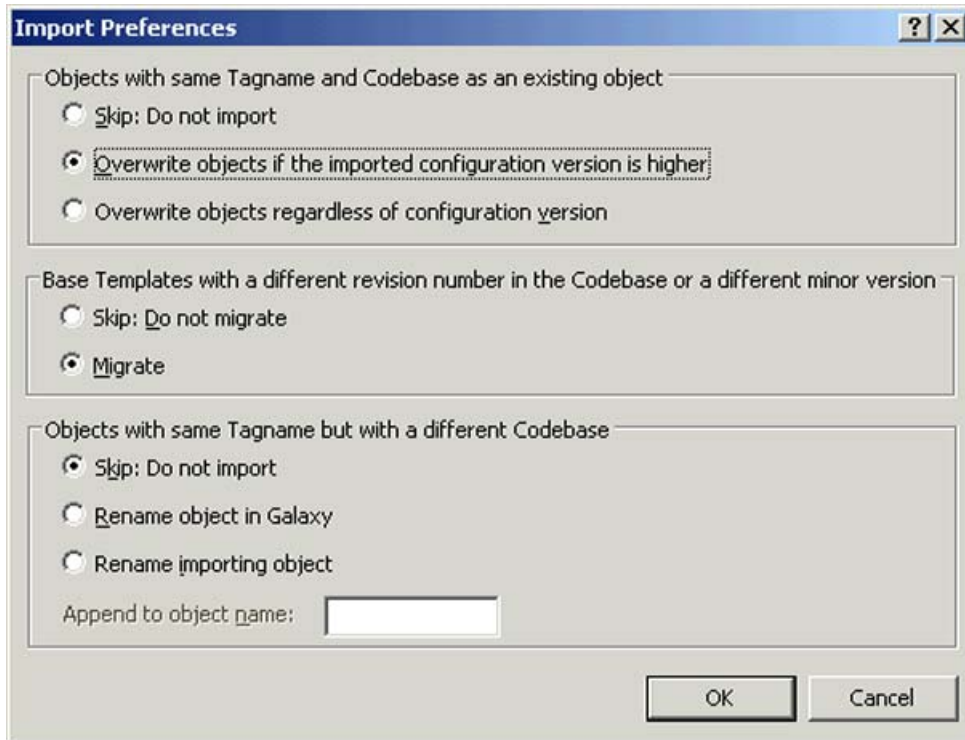 Import Preferences
Objects with same Tagname and Codebase as an existing object
Skip: Do not import
Overwrite objects if the imported configuration version is higher
Overwrite objects regardless of configuration version
Base Templates with a different revision number in the Codebase or a different minor version
Skip: Do not migrate
Migrate
Objects with same Tagname but with a different Codebase
Skip: Do not import
Rename object in Galaxy
Rename importing object
Append to object name:
OK Cancel